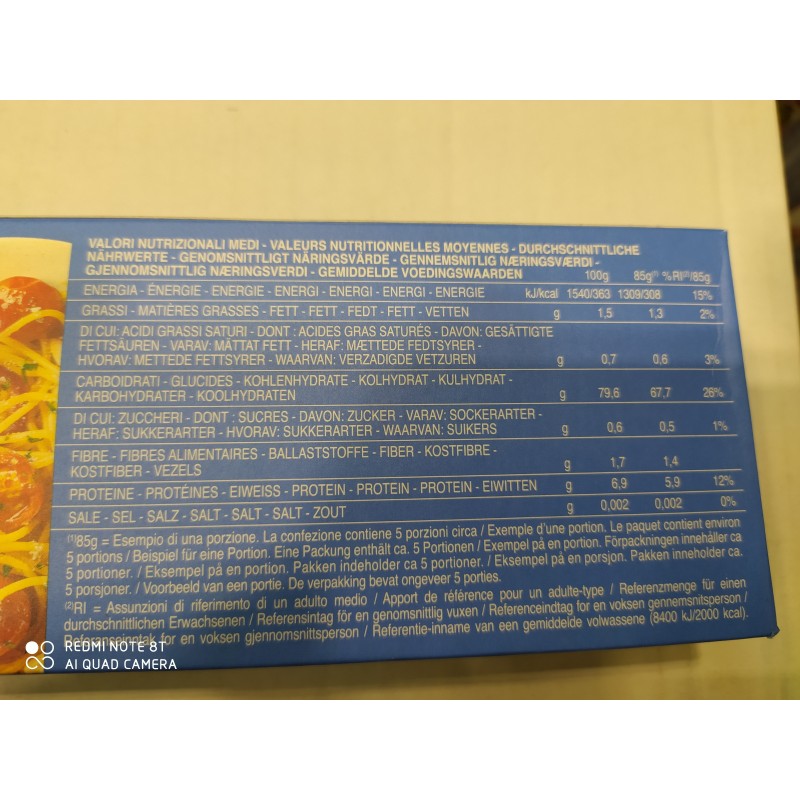 VALORI NUTRIZIONALI MEDI - VALEURS NUTRITIONNELLES MOYENNES - DURCHSCHNITTLICHE
NÄHRWERTE - GENOMSNITTLIGT NÄRINGSVÄRDE - GENNEMSNITLIG NÆRINGSVÆRDI -
GJENNOMSNITTLIG NÆRINGSVERDI - GEMIDDELDE VOEDINGSWAARDEN 100g 85g⁽¹⁾ %RI⁽²⁾/85g
ENERGIA - ÉNERGIE - ENERGIE - ENERGI - ENERGI - ENERGI - ENERGIE kJ/kcal 1540/363 1309/308 15%
GRASSI - MATIÈRES GRASSES - FETT - FETT - FEDT - FETT - VETTEN g 1,5 1,3 2%
DI CUI: ACIDI GRASSI SATURI - DONT : ACIDES GRAS SATURÉS - DAVON: GESÄTTIGTE
FETTSÄUREN - VARAV: MÄTTAT FETT - HERAF: MÆTTEDE FEDTSYRER -
HVORAV: METTEDE FETTSYRER - WAARVAN: VERZADIGDE VETZUREN g 0,7 0,6 3%
CARBOIDRATI - GLUCIDES - KOHLENHYDRATE - KOLHYDRAT - KULHYDRAT -
KARBOHYDRATER - KOOLHYDRATEN g 79,6 67,7 26%
DI CUI: ZUCCHERI - DONT : SUCRES - DAVON: ZUCKER - VARAV: SOCKERARTER -
HERAF: SUKKERARTER - HVORAV: SUKKERARTER - WAARVAN: SUIKERS g 0,6 0,5 1%
FIBRE - FIBRES ALIMENTAIRES - BALLASTSTOFFE - FIBER - KOSTFIBRE -
KOSTFIBER - VEZELS g 1,7 1,4
PROTEINE - PROTÉINES - EIWEISS - PROTEIN - PROTEIN - PROTEIN - EIWITTEN g 6,9 5,9 12%
SALE - SEL - SALZ - SALT - SALT - SALT - ZOUT g 0,002 0,002 0%
⁽¹⁾85g = Esempio di una porzione. La confezione contiene 5 porzioni circa / Exemple d'une portion. Le paquet contient environ
5 portions / Beispiel für eine Portion. Eine Packung enthält ca. 5 Portionen / Exempel på en portion. Förpackningen innehåller ca
5 portioner. / Eksempel på en portion. Pakken indeholder ca 5 portioner. / Eksempel på en porsjon. Pakken inneholder ca.
5 porsjoner. / Voorbeeld van een portie. De verpakking bevat ongeveer 5 porties.
⁽²⁾RI = Assunzioni di riferimento di un adulto medio / Apport de référence pour un adulte-type / Referenzmenge für einen
durchschnittlichen Erwachsenen / Referensintag för en genomsnittlig vuxen / Referenceindtag for en voksen gennemsnitsperson /
Referanseinntak for en voksen gjennomsnittsperson / Referentie-inname van een gemiddelde volwassene (8400 kJ/2000 kcal).
REDMI NOTE 8T
AI QUAD CAMERA